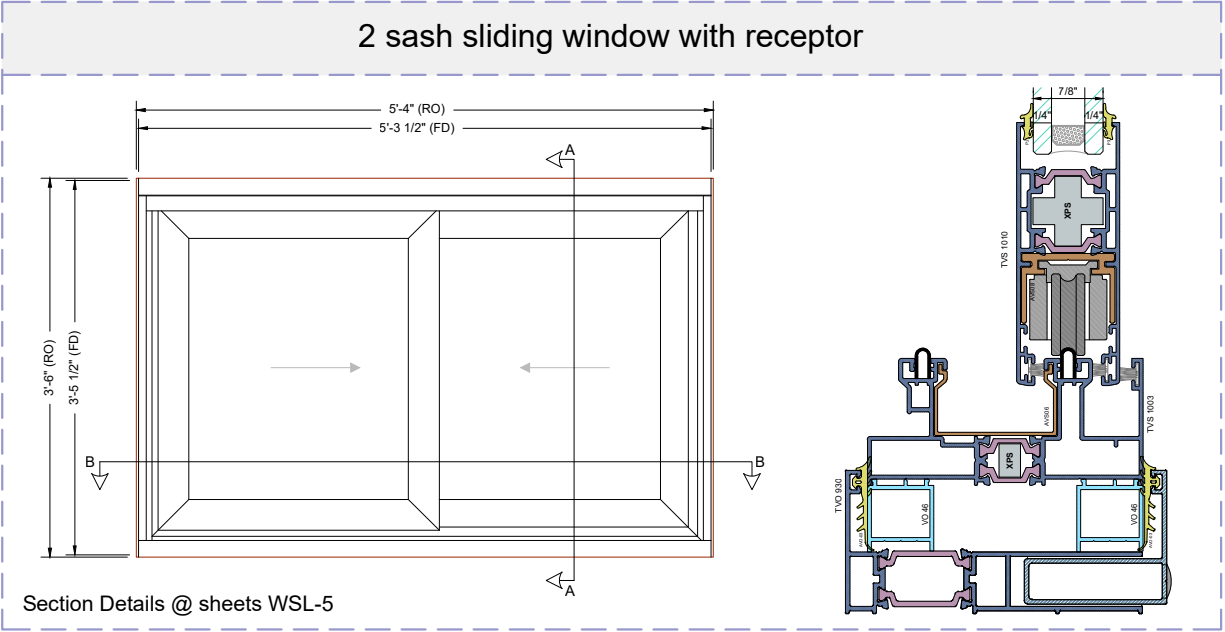 2 sash sliding window with receptor
5'-4" (RO)
5'-3 1/2" (FD)
A
3'-6" (RO)
3'-5 1/2" (FD)
B
B
A
Section Details @ sheets WSL-5
7/8"
1/4"
1/4"
XPS
TVS 1010
AVS06
TVS 1003
XPS
TVO 930
VO 46
VO 46